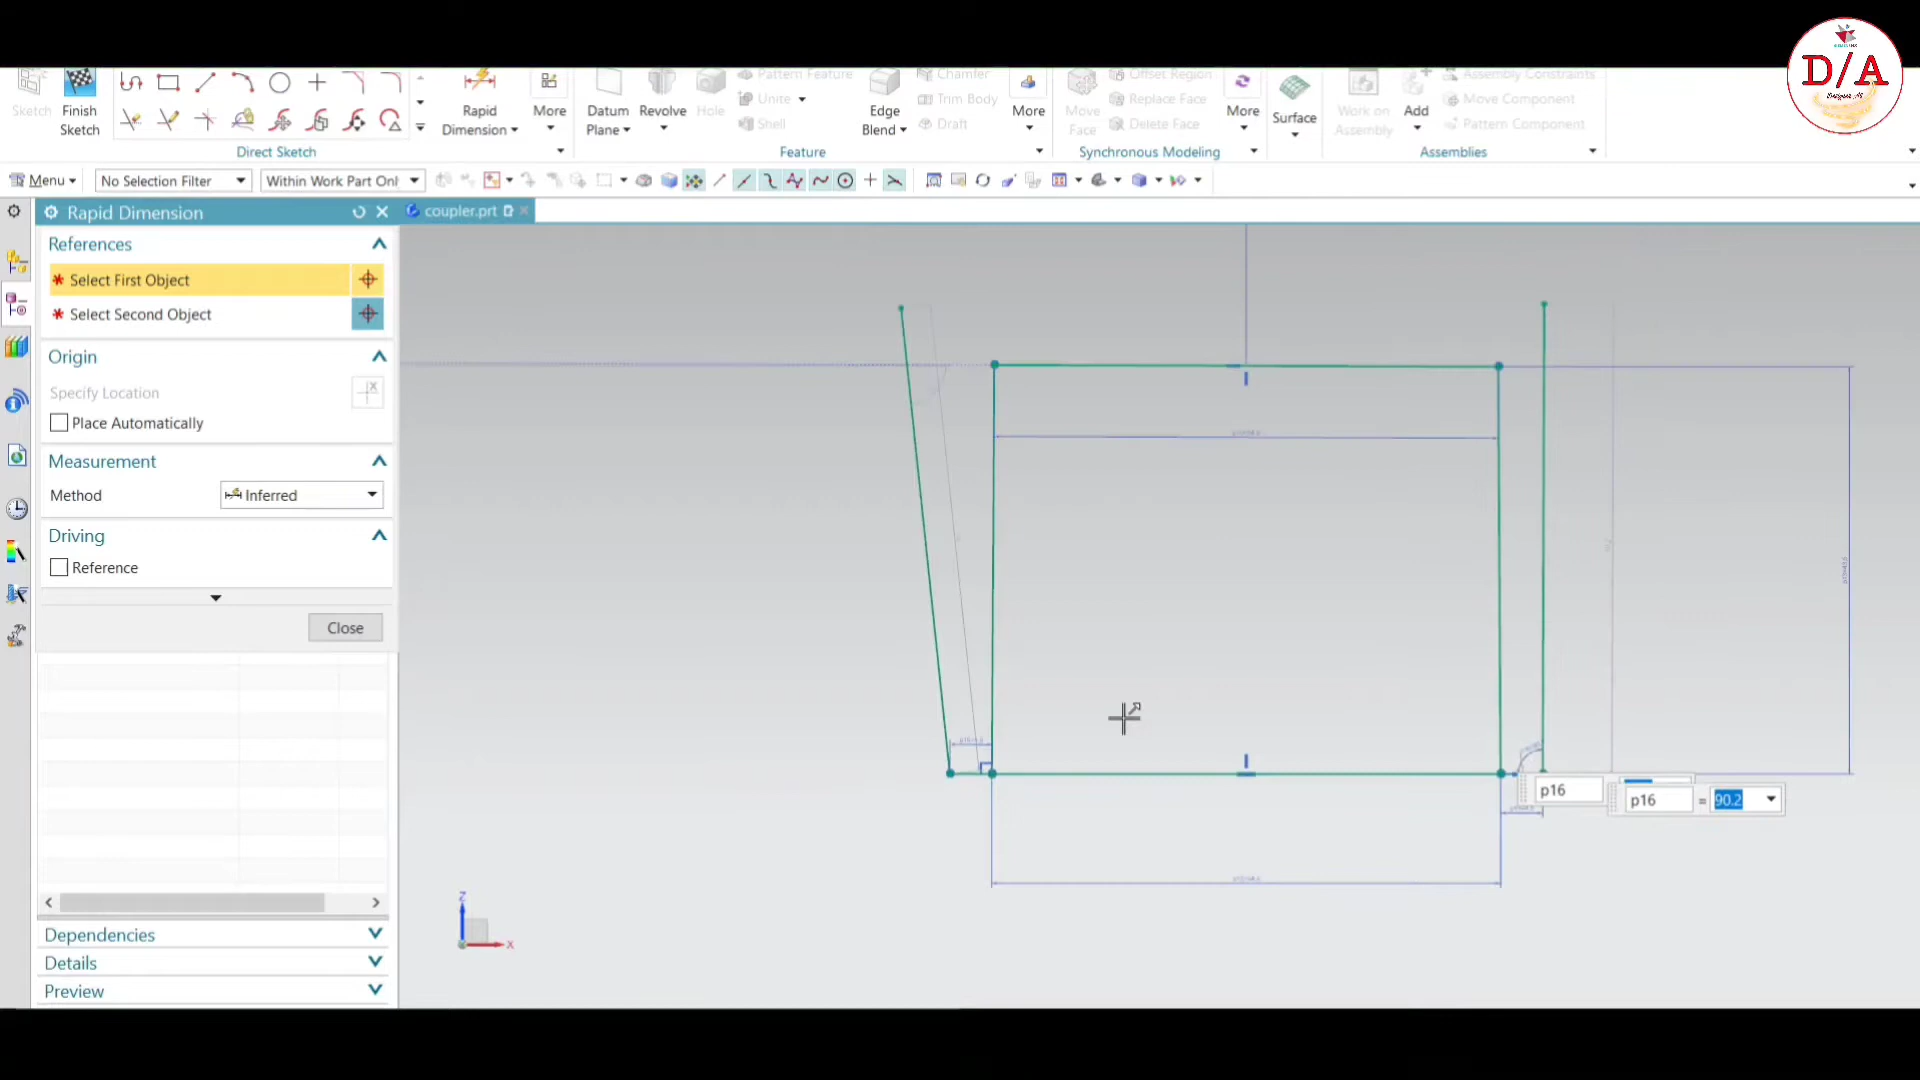 D/A
Sketch
Finish
Sketch
Direct Sketch
Rapid
Dimension
More
Datum
Plane
Revolve
Hole
Pattern Feature
Unite
Shell
Edge
Blend
Chamfer
Trim Body
Draft
More
Feature
Move
Face
Offset Region
Replace Face
Delete Face
More
Synchronous Modeling
Surface
Work on
Assembly
Add
Assembly Constraints
Move Component
Pattern Component
Assemblies
Menu
No Selection Filter
Within Work Part Onl
Rapid Dimension
coupler.prt
References
* Select First Object
* Select Second Object
Origin
Specify Location
Place Automatically
Measurement
Method
Inferred
Driving
Reference
Close
Dependencies
Details
Preview
Z
X
p16
p16 = 90.2